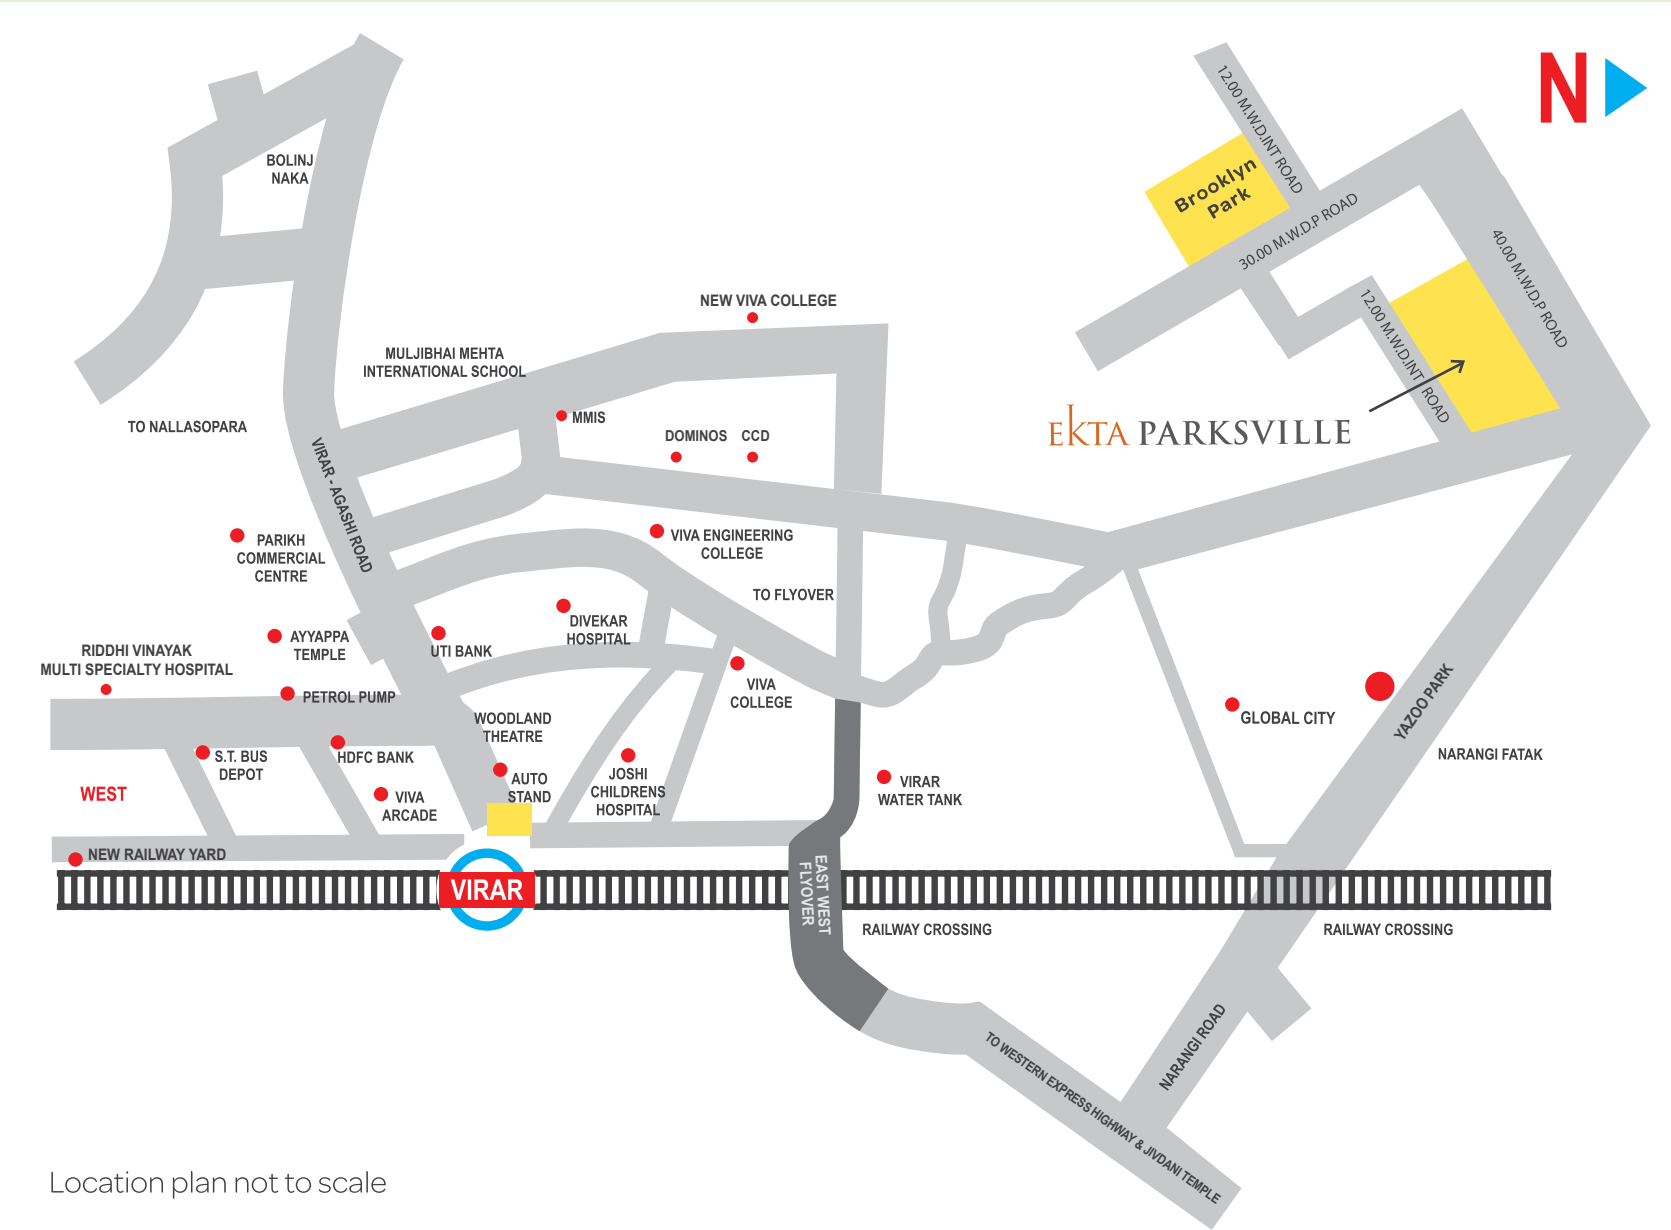 N
12.00 M.W.D.INT ROAD
Brooklyn
Park
30.00 M.W.D.P ROAD
40.00 M.W.D.P ROAD
12.00 M.W.D.INT ROAD
EKTA PARKSVILLE
BOLINJ
NAKA
NEW VIVA COLLEGE
MULJIBHAI MEHTA
INTERNATIONAL SCHOOL
MMIS
DOMINOS
CCD
TO NALLASOPARA
VIRAR - AGASHI ROAD
PARIKH
COMMERCIAL
CENTRE
VIVA ENGINEERING
COLLEGE
TO FLYOVER
DIVEKAR
HOSPITAL
AYYAPPA
TEMPLE
UTI BANK
RIDDHI VINAYAK
MULTI SPECIALTY HOSPITAL
PETROL PUMP
VIVA
COLLEGE
WOODLAND
THEATRE
GLOBAL CITY
YAZOO PARK
NARANGI FATAK
S.T. BUS
DEPOT
HDFC BANK
AUTO
STAND
JOSHI
CHILDRENS
HOSPITAL
VIRAR
WATER TANK
WEST
VIVA
ARCADE
NEW RAILWAY YARD
VIRAR
EAST WEST
FLYOVER
RAILWAY CROSSING
RAILWAY CROSSING
NARANGI ROAD
TO WESTERN EXPRESS HIGHWAY & JIVDANI TEMPLE
Location plan not to scale